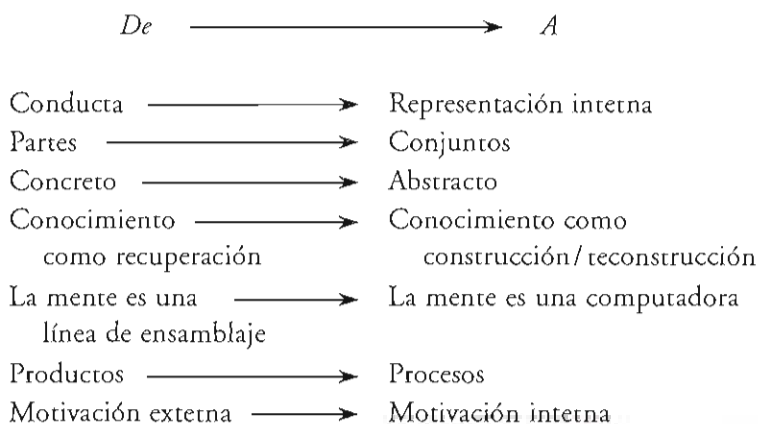 De A
Conducta Representación interna
Partes Conjuntos
Concreto Abstracto
Conocimiento Conocimiento como
como recuperación construcción/reconstrucción
La mente es una La mente es una computadora
línea de ensamblaje
Productos Procesos
Motivación externa Motivación interna